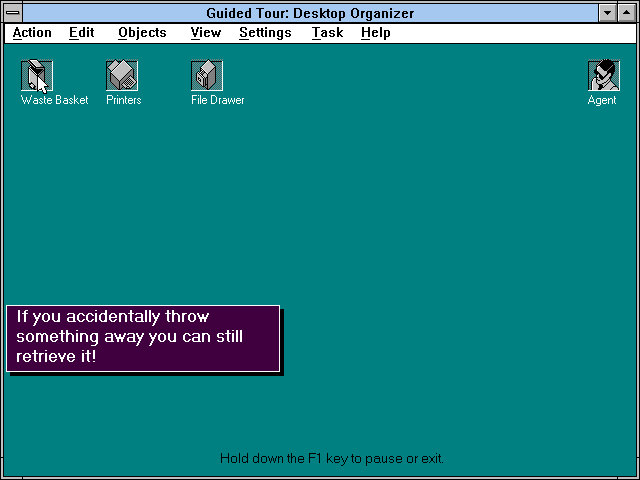 Guided Tour: Desktop Organizer
Action Edit Objects View Settings Task Help
Waste Basket Printers File Drawer Agent
If you accidentally throw
something away you can still
retrieve it!
Hold down the F1 key to pause or exit.